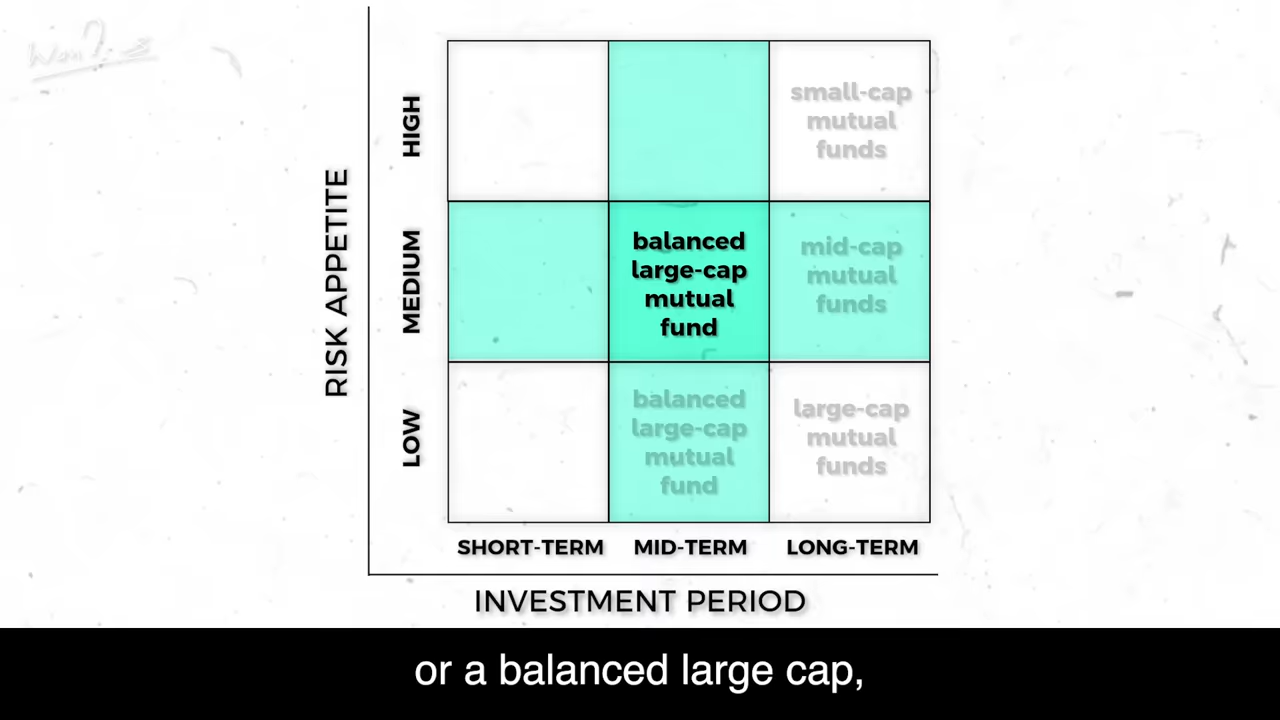 RISK APPETITE
HIGH
MEDIUM
LOW
small-cap
mutual
funds
balanced
large-cap
mutual
fund
mid-cap
mutual
funds
balanced
large-cap
mutual
fund
large-cap
mutual
funds
SHORT-TERM
MID-TERM
LONG-TERM
INVESTMENT PERIOD
or a balanced large cap,